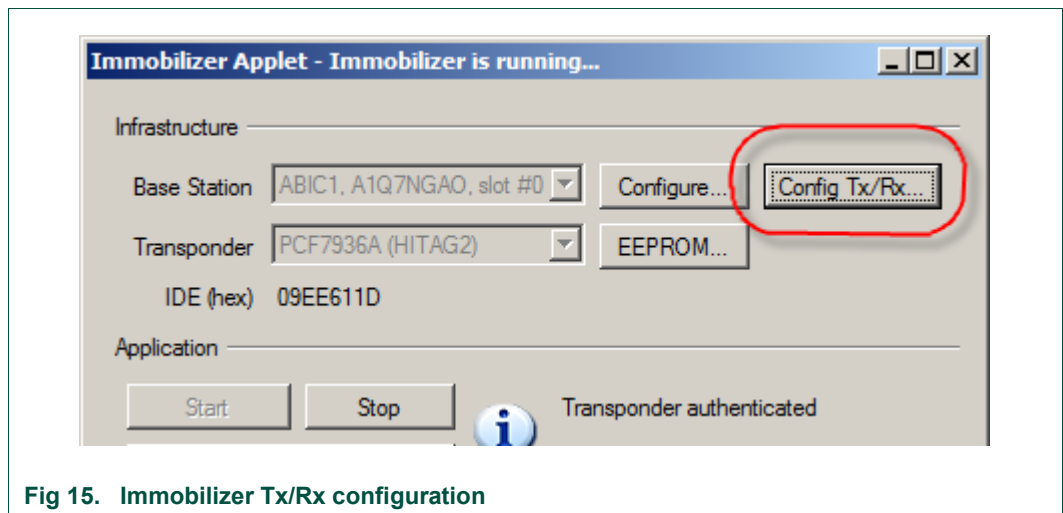 Immobilizer Applet - Immobilizer is running...
Infrastructure
Base Station ABIC1, A1Q7NGAO, slot #0 Configure... Config Tx/Rx...
Transponder PCF7936A (HITAG2) EEPROM...
IDE (hex) 09EE611D
Application
Start Stop Transponder authenticated
Fig 15. Immobilizer Tx/Rx configuration